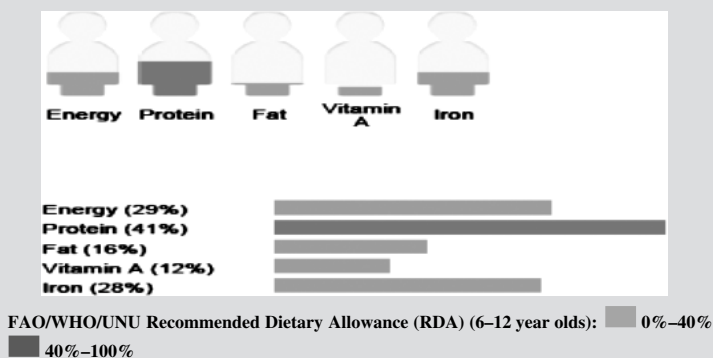 Energy Protein Fat Vitamin A Iron
Energy (29%)
Protein (41%)
Fat (16%)
Vitamin A (12%)
Iron (28%)
FAO/WHO/UNU Recommended Dietary Allowance (RDA) (6–12 year olds): 0%–40%
40%–100%